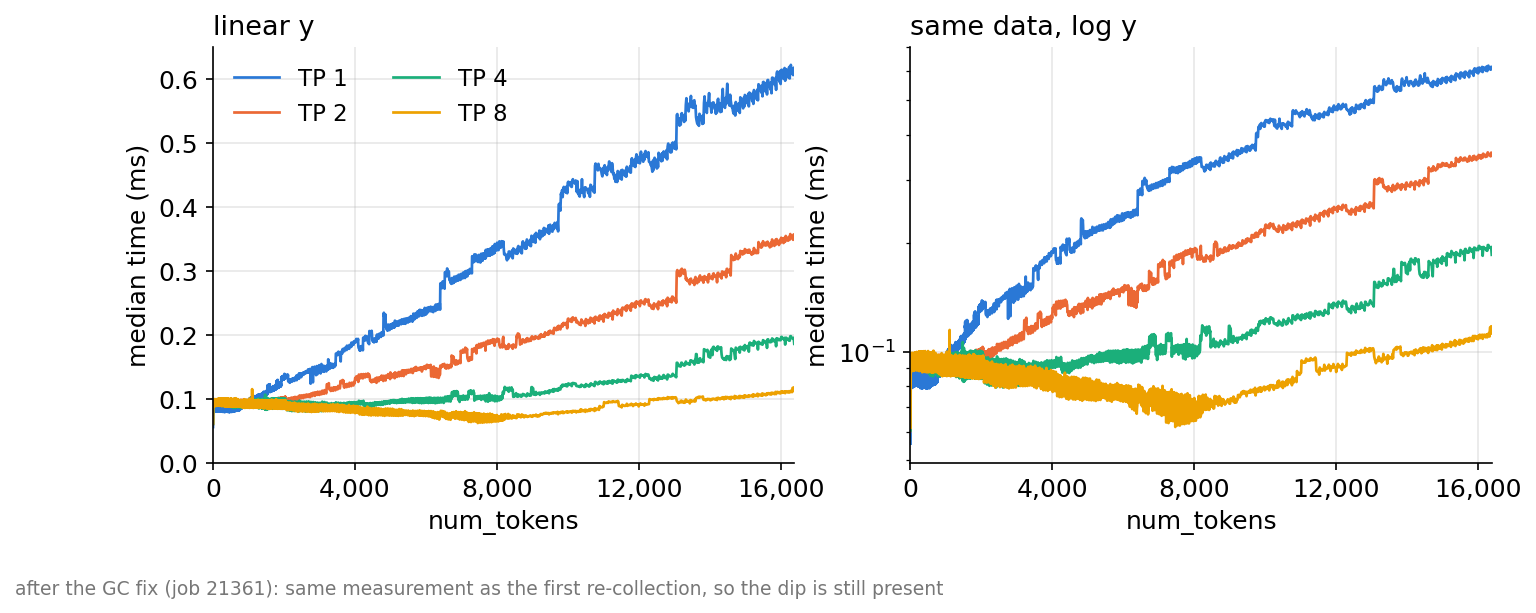 linear y
same data, log y
TP 1
TP 2
TP 4
TP 8
median time (ms)
0.6
0.5
0.4
0.3
0.2
0.1
0.0
0
4,000
8,000
12,000
16,000
num_tokens
median time (ms)
10⁻¹
0
4,000
8,000
12,000
16,000
num_tokens
after the GC fix (job 21361): same measurement as the first re-collection, so the dip is still present